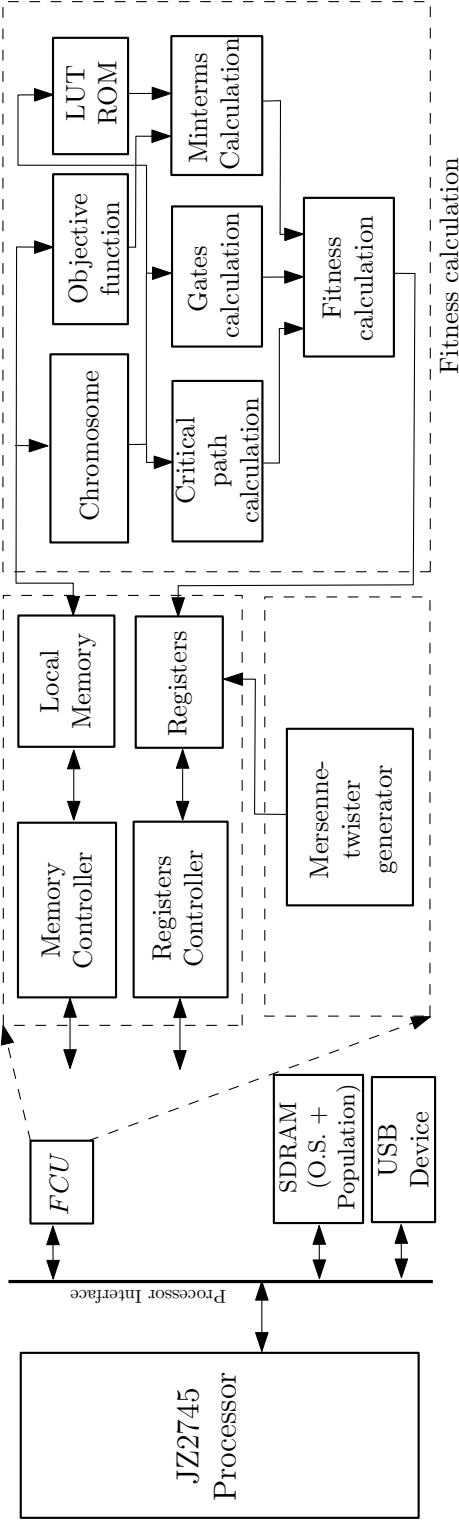 JZ2745
Processor
Processor Interface
FCU
SDRAM
(O.S. +
Population)
USB
Device
Memory
Controller
Registers
Controller
Local
Memory
Registers
Mersenne-
twister
generator
Chromosome
Objective
function
LUT
ROM
Critical
path
calculation
Gates
calculation
Minterms
Calculation
Fitness
calculation
Fitness calculation